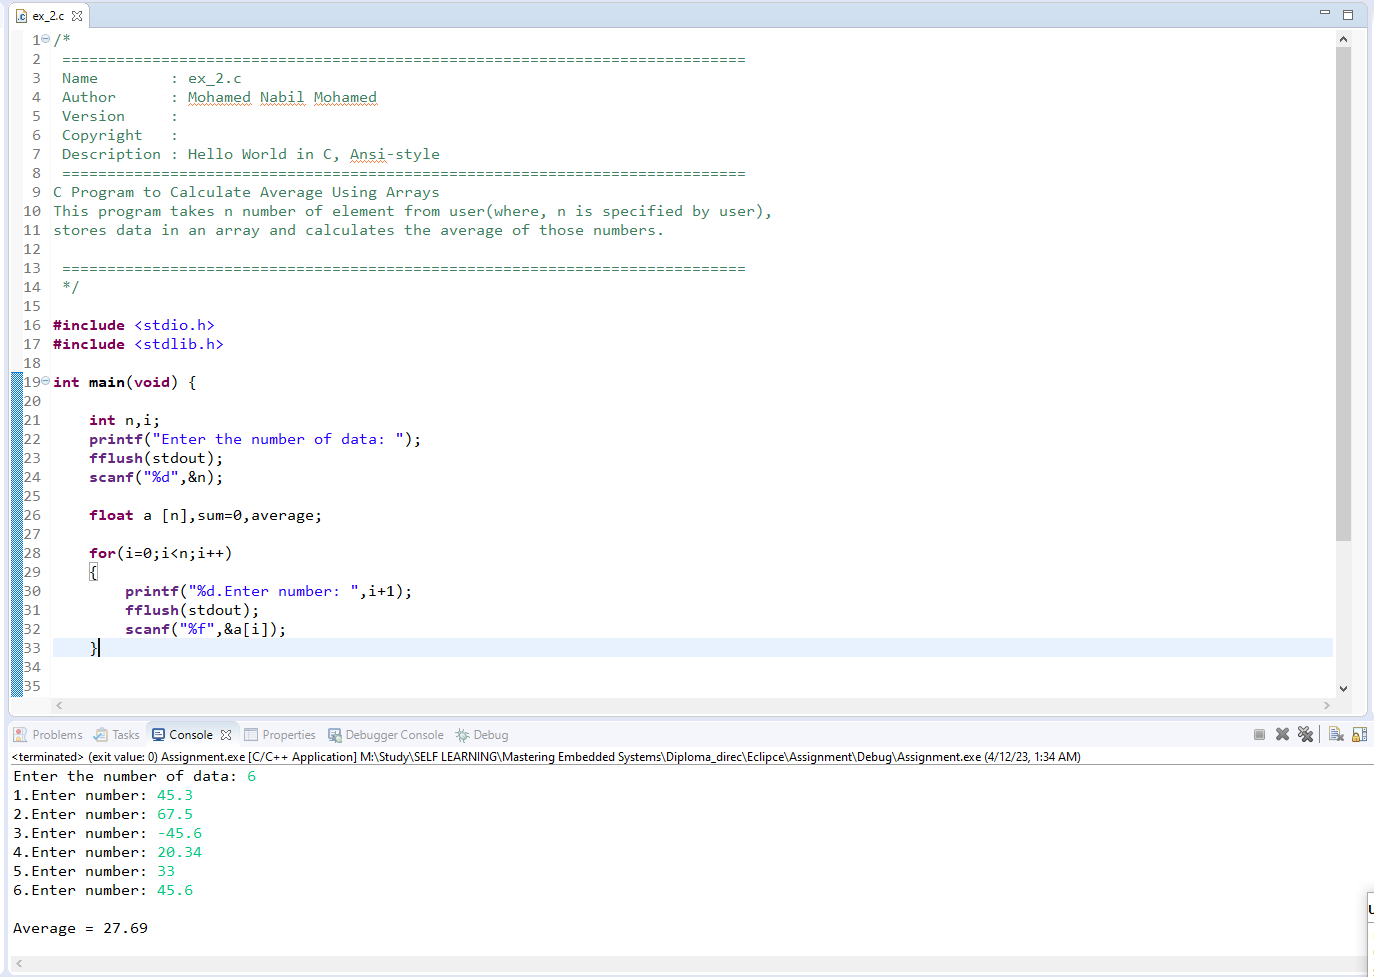 ex_2.c
1 /*
2 ============================================================================
3 Name        : ex_2.c
4 Author      : Mohamed Nabil Mohamed
5 Version     :
6 Copyright   :
7 Description : Hello World in C, Ansi-style
8 ============================================================================
9 C Program to Calculate Average Using Arrays
10 This program takes n number of element from user(where, n is specified by user),
11 stores data in an array and calculates the average of those numbers.
12
13 ============================================================================
14 */
15
16 #include <stdio.h>
17 #include <stdlib.h>
18
19 int main(void) {
20
21     int n,i;
22     printf("Enter the number of data: ");
23     fflush(stdout);
24     scanf("%d",&n);
25
26     float a [n],sum=0,average;
27
28     for(i=0;i<n;i++)
29     {
30         printf("%d.Enter number: ",i+1);
31         fflush(stdout);
32         scanf("%f",&a[i]);
33     }
34
35
Problems Tasks Console Properties Debugger Console Debug
<terminated> (exit value: 0) Assignment.exe [C/C++ Application] M:\Study\SELF LEARNING\Mastering Embedded Systems\Diploma_direc\Eclipce\Assignment\Debug\Assignment.exe (4/12/23, 1:34 AM)
Enter the number of data: 6
1.Enter number: 45.3
2.Enter number: 67.5
3.Enter number: -45.6
4.Enter number: 20.34
5.Enter number: 33
6.Enter number: 45.6

Average = 27.69